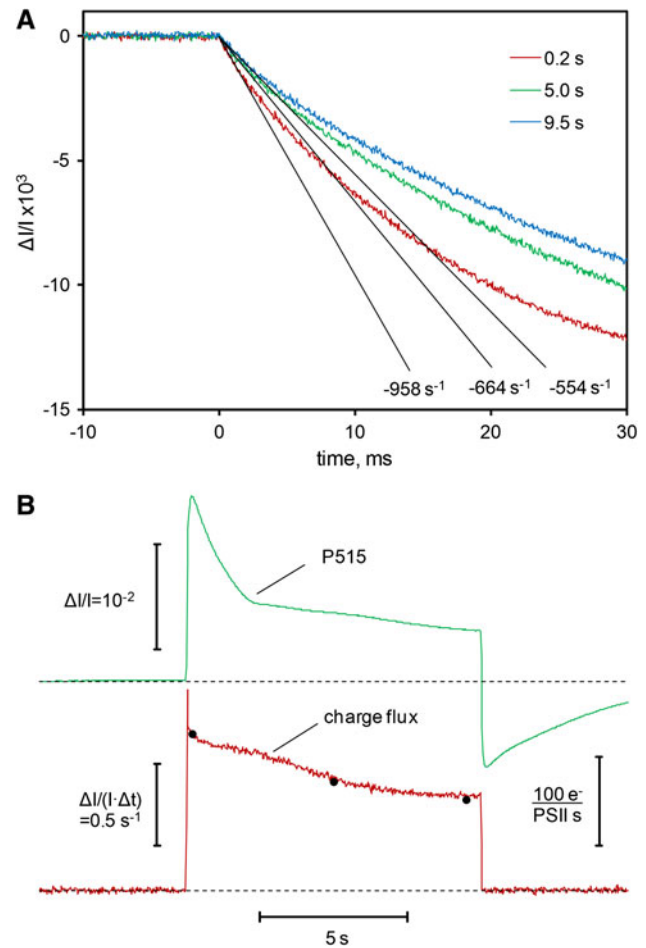 A
0
-5
-10
-15
ΔI/I x10³
0.2 s
5.0 s
9.5 s
-958 s⁻¹
-664 s⁻¹
-554 s⁻¹
-10
0
10
20
30
time, ms
B
P515
ΔI/I=10⁻²
charge flux
ΔI/(I·Δt)
=0.5 s⁻¹
100 e⁻
PSII s
5 s